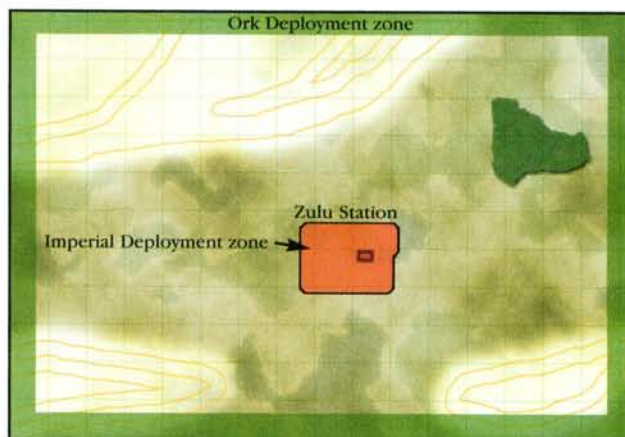 Ork Deployment zone
Zulu Station
Imperial Deployment zone